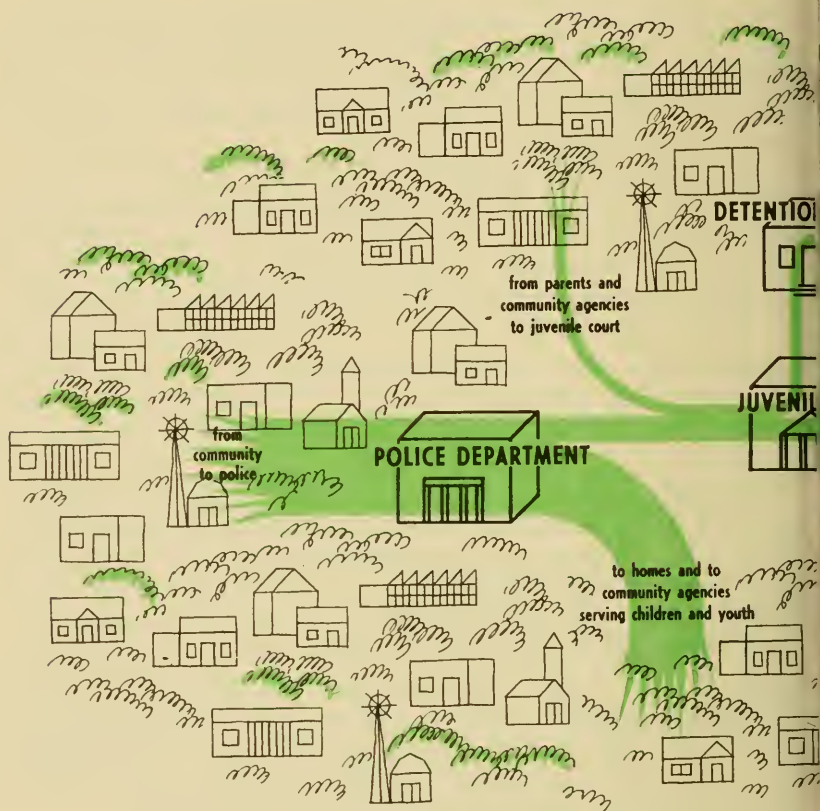 DETENTIO
from parents and
community agencies
to juvenile court
JUVENIL
from
community
to police
POLICE DEPARTMENT
to homes and to
community agencies
serving children and youth